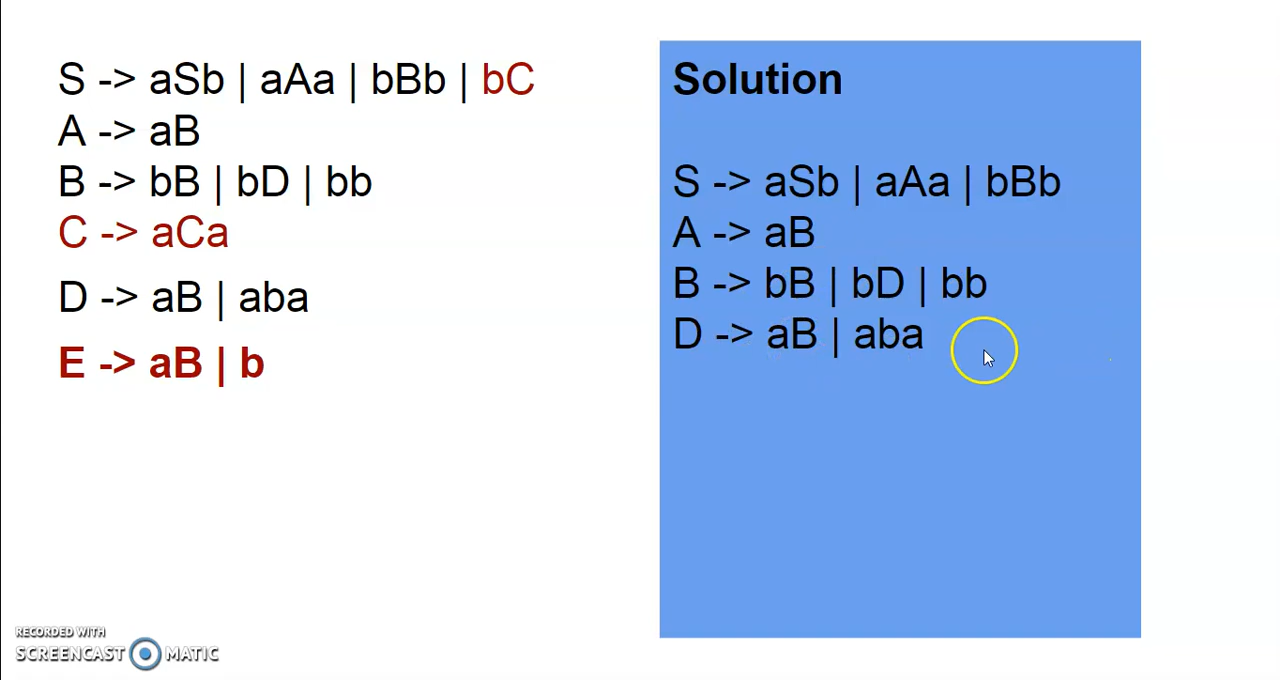 S -> aSb | aAa | bBb | bC
A -> aB
B -> bB | bD | bb
C -> aCa
D -> aB | aba
E -> aB | b
Solution
S -> aSb | aAa | bBb
A -> aB
B -> bB | bD | bb
D -> aB | aba
RECORDED WITH
SCREENCAST MATIC